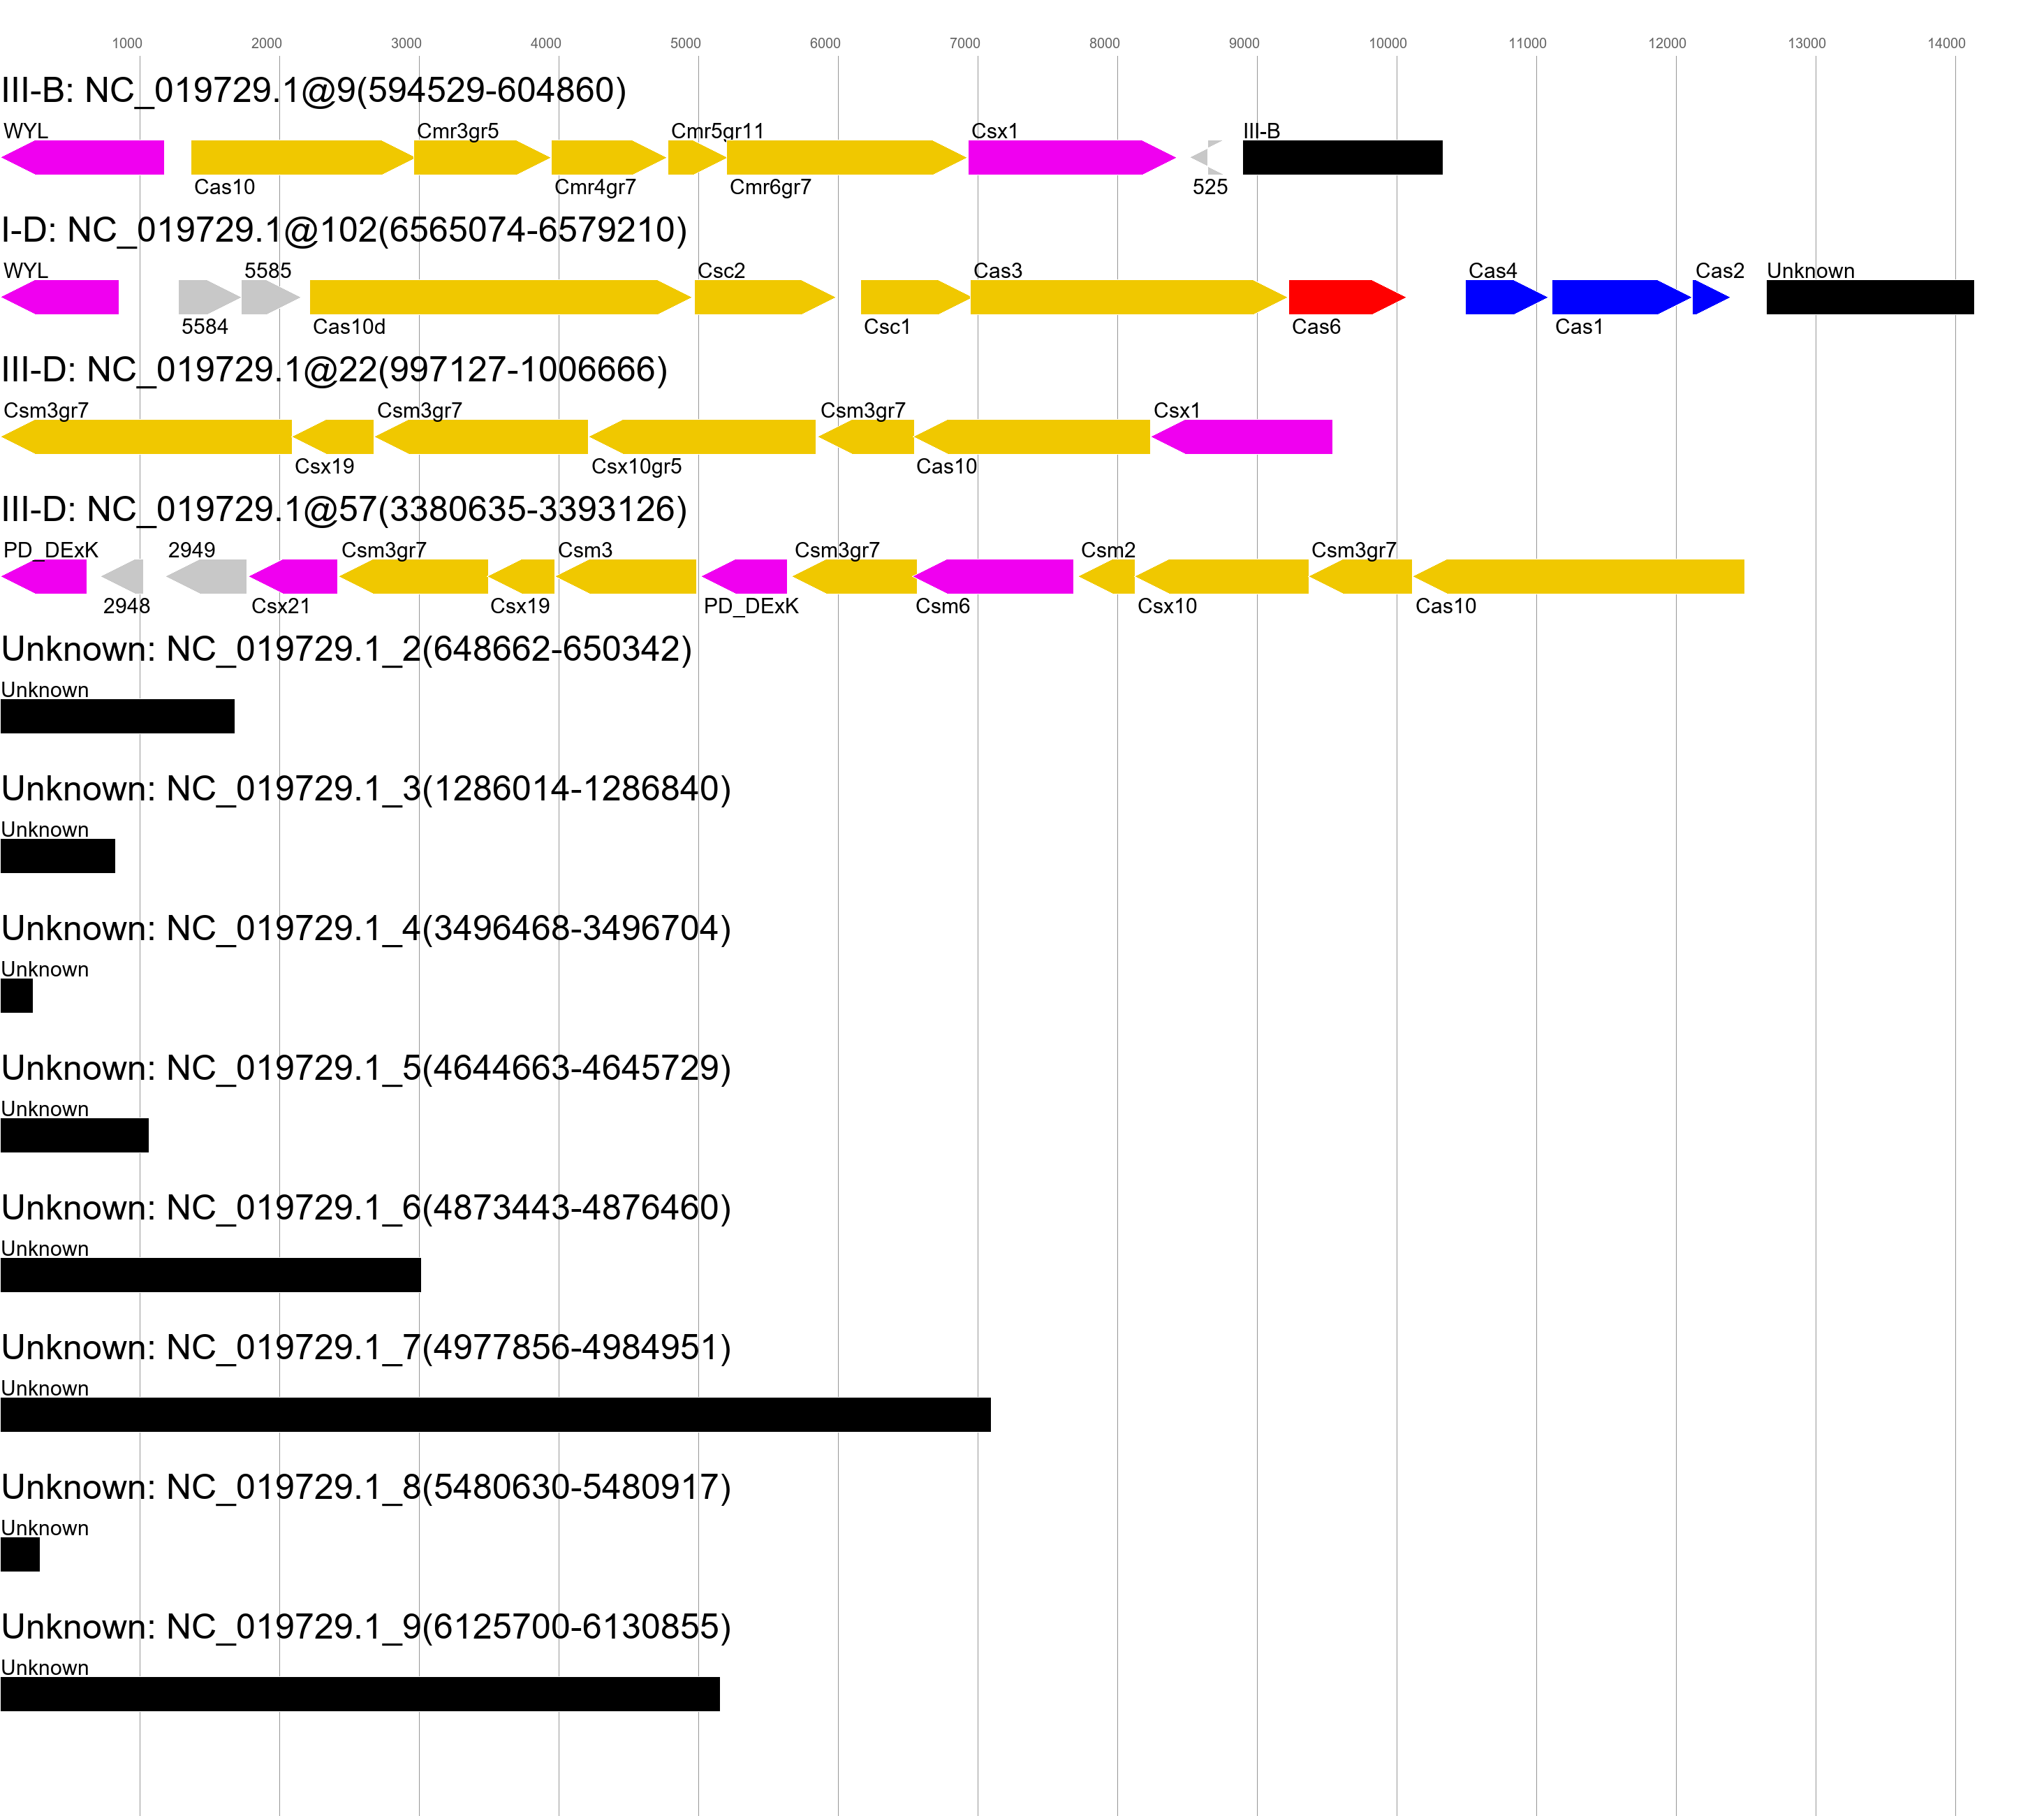 1000 2000 3000 4000 5000 6000 7000 8000 9000 10000 11000 12000 13000 14000
III-B: NC_019729.1@9(594529-604860)
WYL Cmr3gr5 Cmr5gr11 Csx1 III-B
Cas10 Cmr4gr7 Cmr6gr7 525
I-D: NC_019729.1@102(6565074-6579210)
WYL 5585 Csc2 Cas3 Cas4 Cas2 Unknown
5584 Cas10d Csc1 Cas6 Cas1
III-D: NC_019729.1@22(997127-1006666)
Csm3gr7 Csm3gr7 Csm3gr7 Csx1
Csx19 Csx10gr5 Cas10
III-D: NC_019729.1@57(3380635-3393126)
PD_DExK 2949 Csm3gr7 Csm3 Csm3gr7 Csm2 Csm3gr7
2948 Csx21 Csx19 PD_DExK Csm6 Csx10 Cas10
Unknown: NC_019729.1_2(648662-650342)
Unknown
Unknown: NC_019729.1_3(1286014-1286840)
Unknown
Unknown: NC_019729.1_4(3496468-3496704)
Unknown
Unknown: NC_019729.1_5(4644663-4645729)
Unknown
Unknown: NC_019729.1_6(4873443-4876460)
Unknown
Unknown: NC_019729.1_7(4977856-4984951)
Unknown
Unknown: NC_019729.1_8(5480630-5480917)
Unknown
Unknown: NC_019729.1_9(6125700-6130855)
Unknown